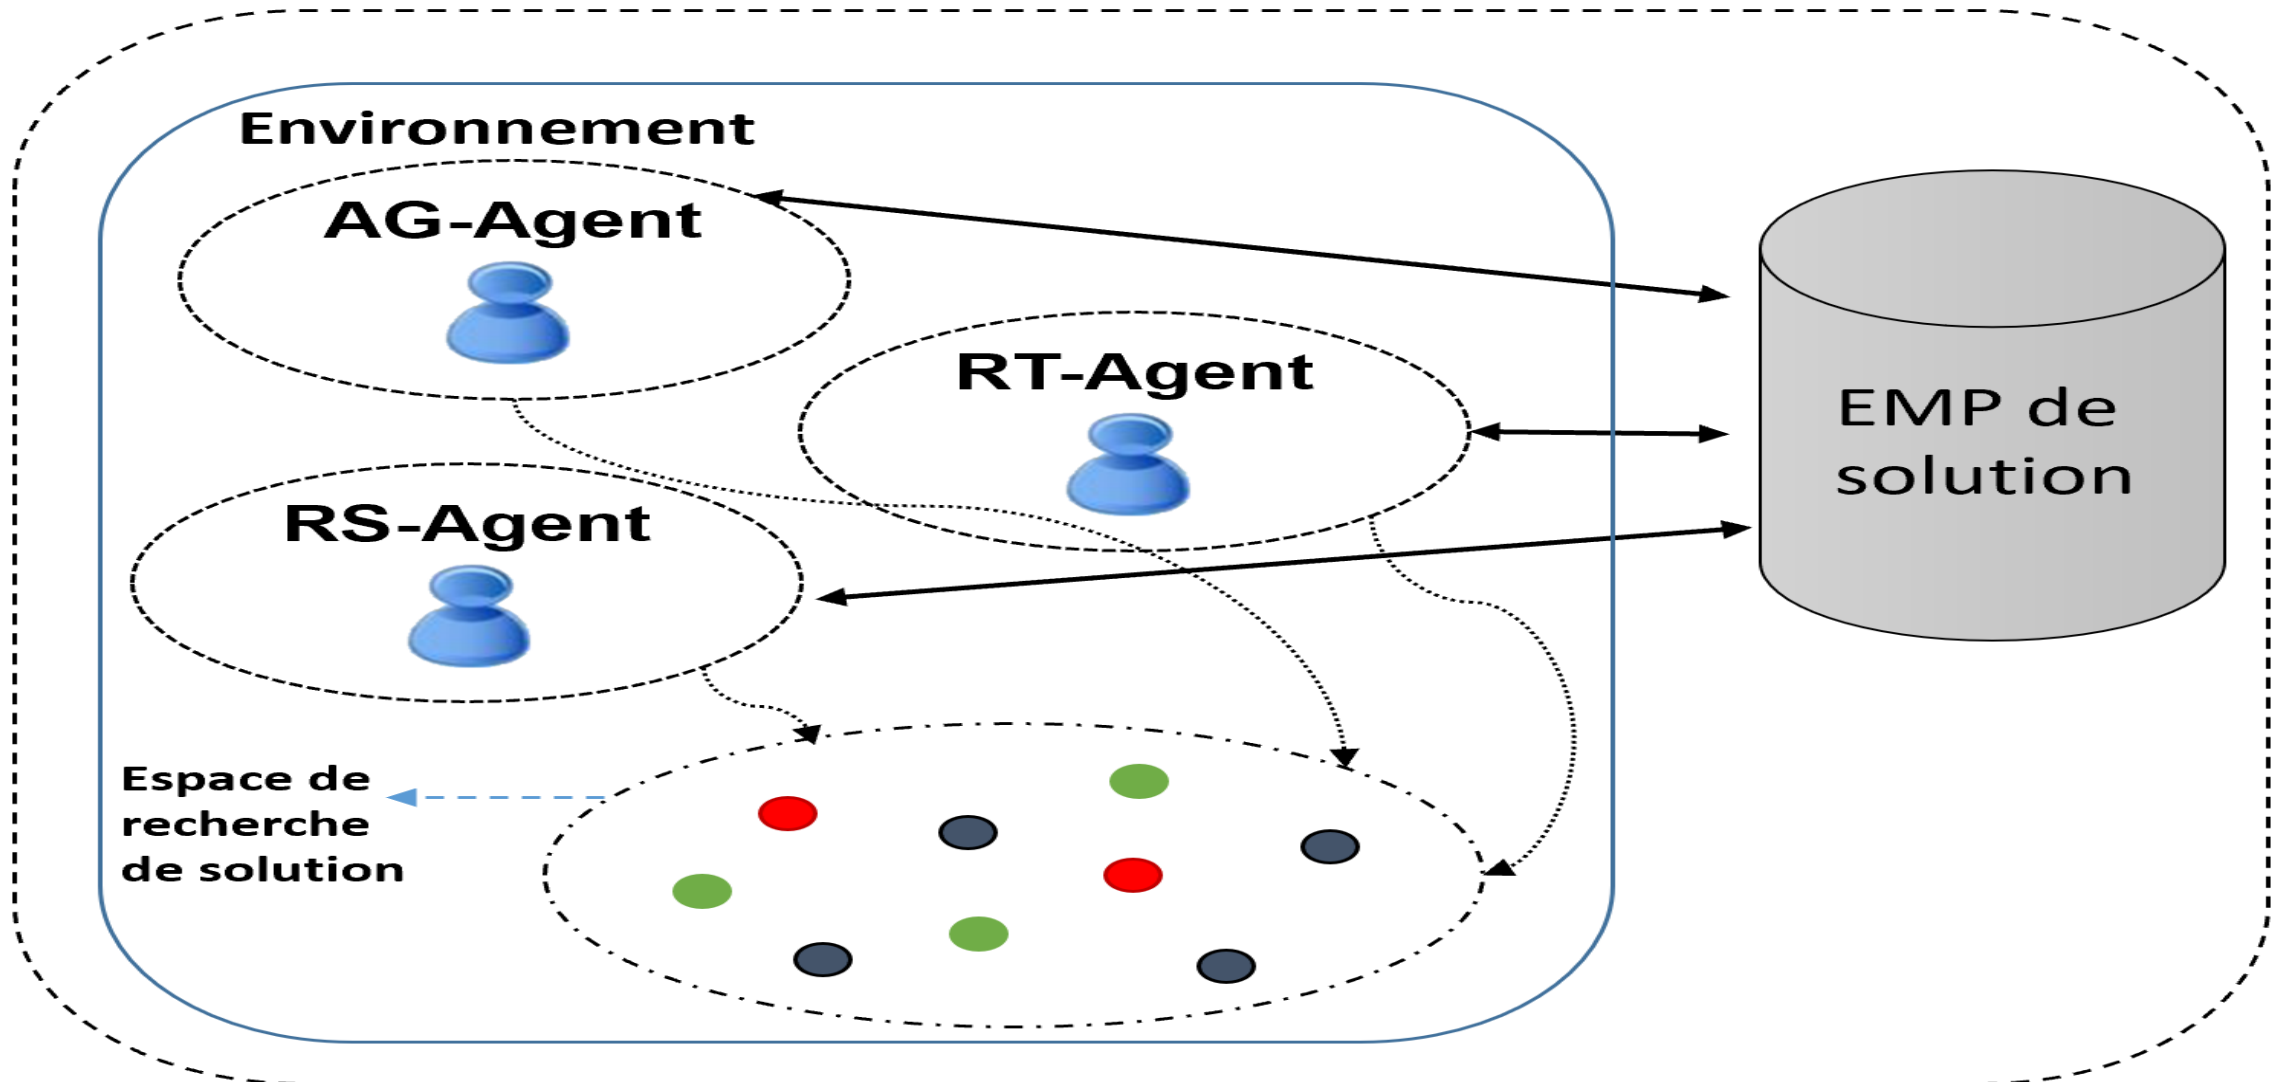 Environnement
AG-Agent
RT-Agent
RS-Agent
EMP de
solution
Espace de
recherche
de solution